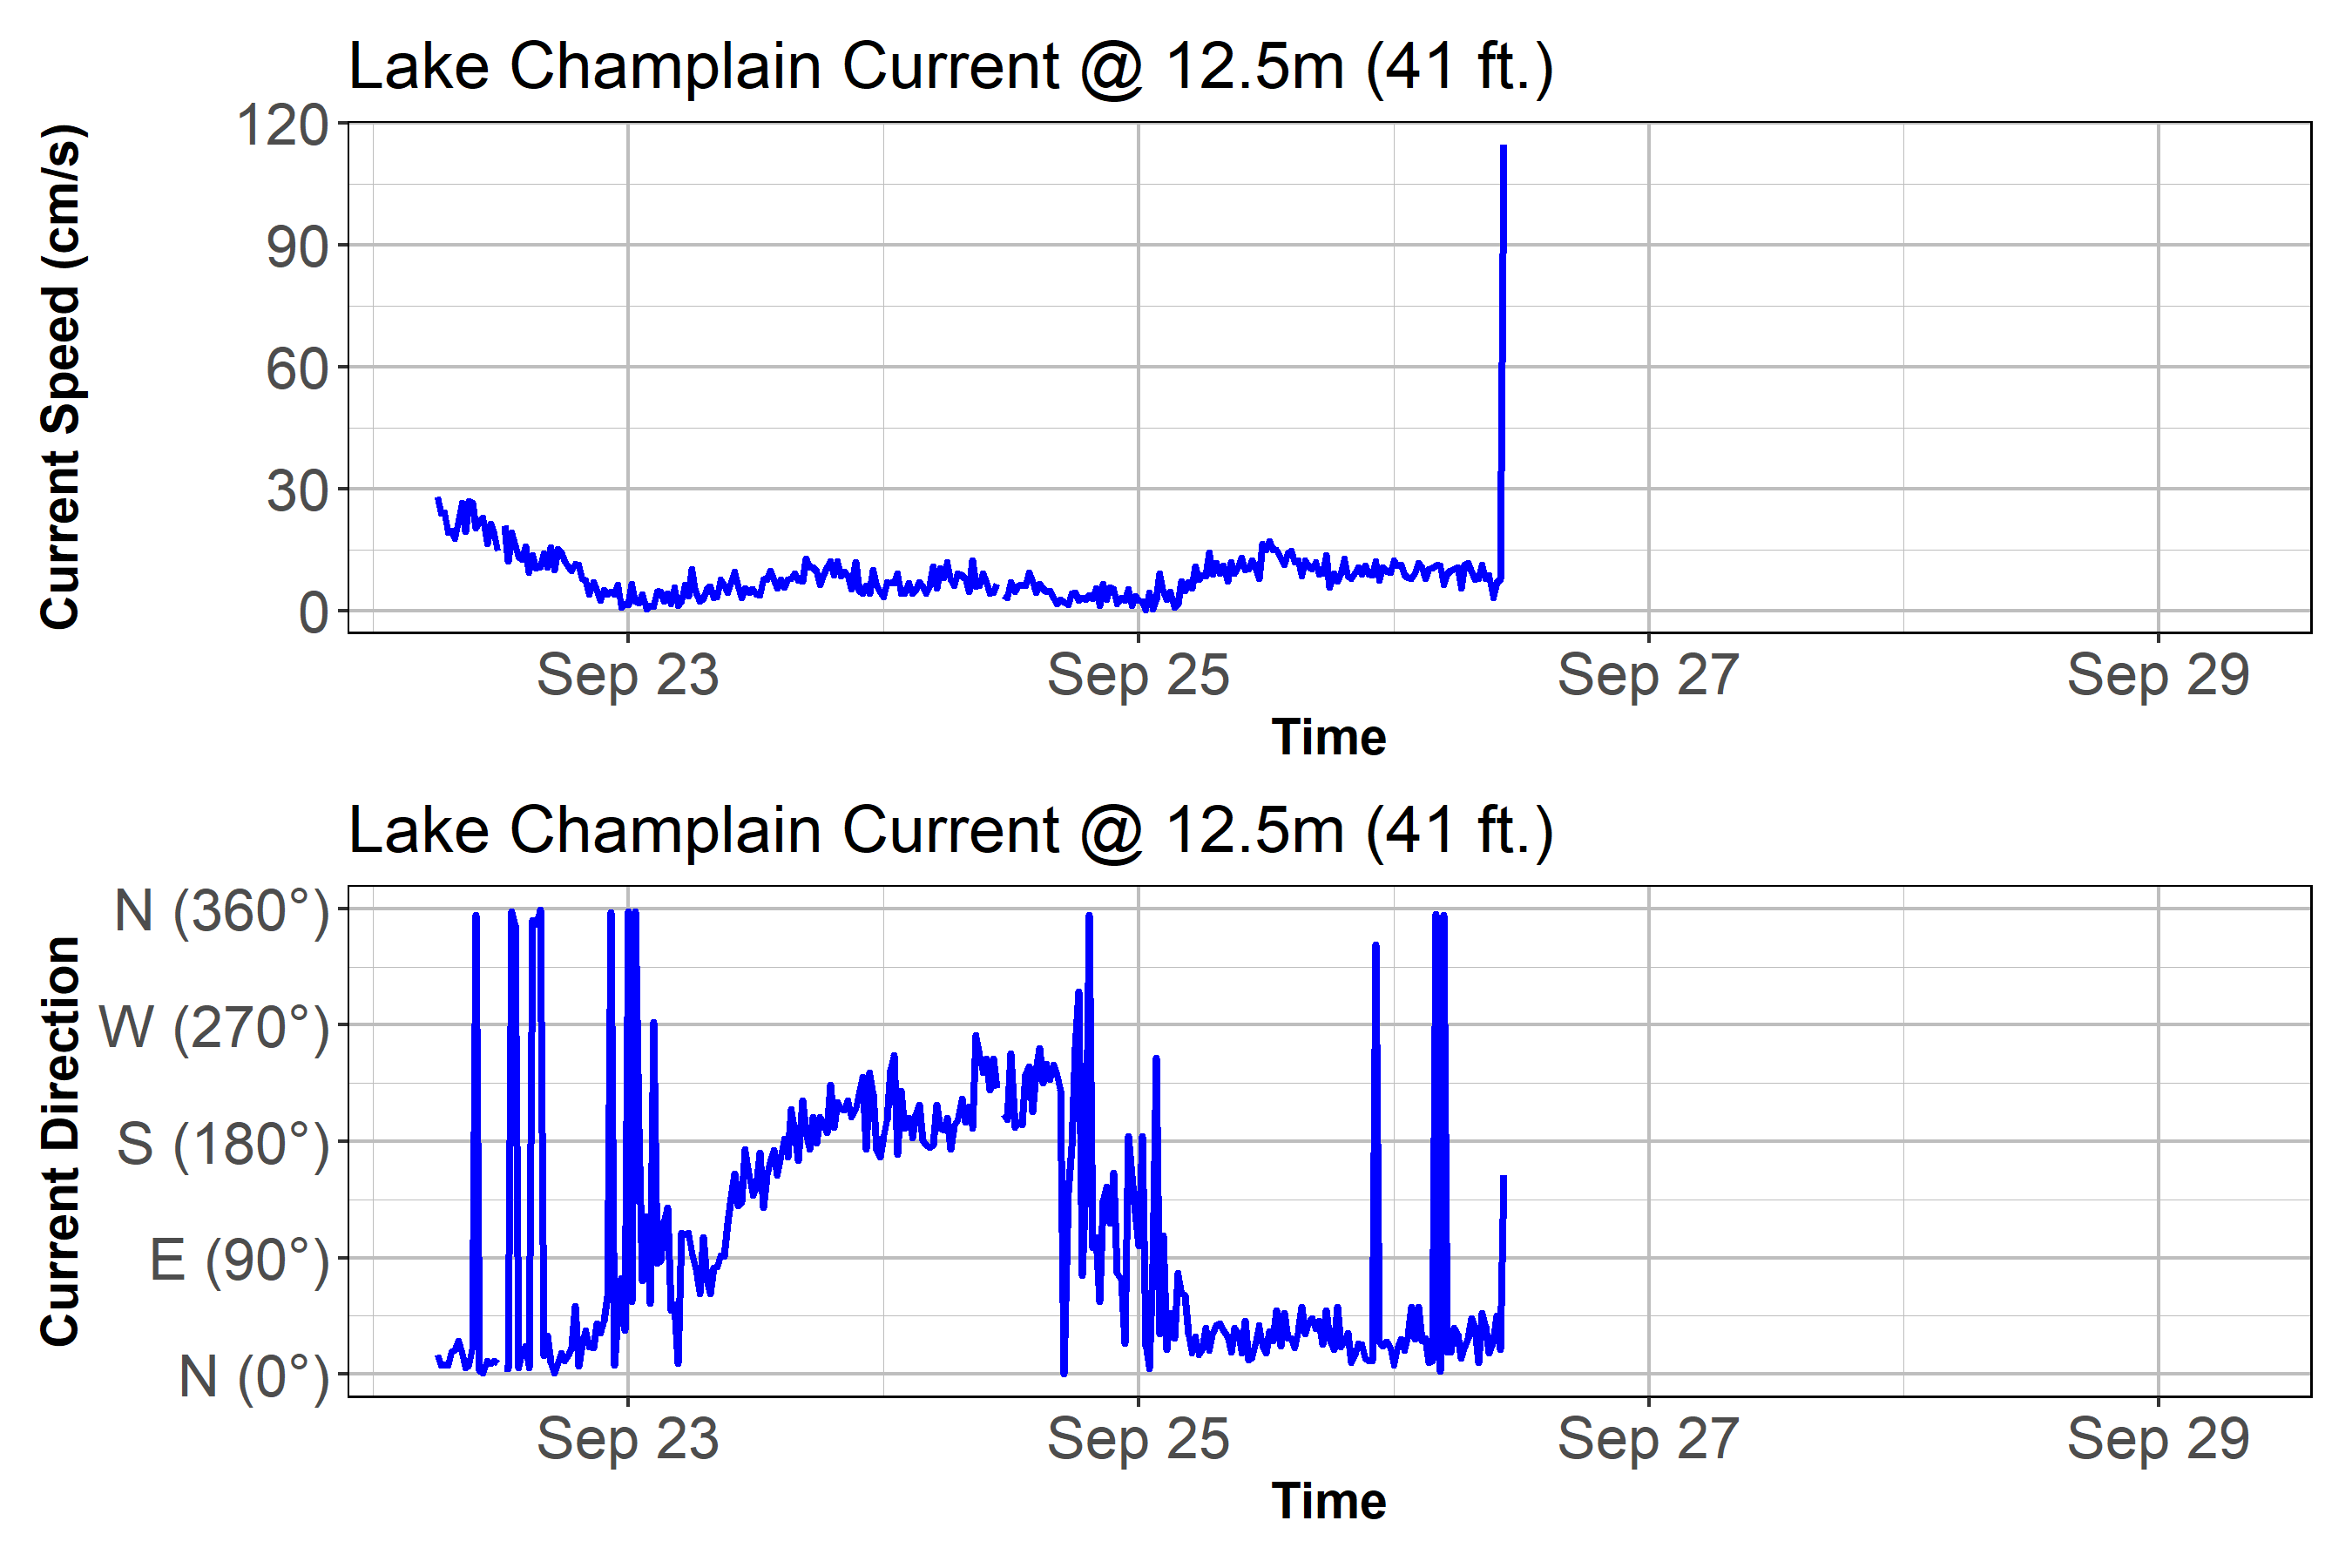 Lake Champlain Current @ 12.5m (41 ft.)
Current Speed (cm/s)
120
90
60
30
0
Sep 23 Sep 25 Sep 27 Sep 29
Time
Lake Champlain Current @ 12.5m (41 ft.)
Current Direction
N (360°)
W (270°)
S (180°)
E (90°)
N (0°)
Sep 23 Sep 25 Sep 27 Sep 29
Time